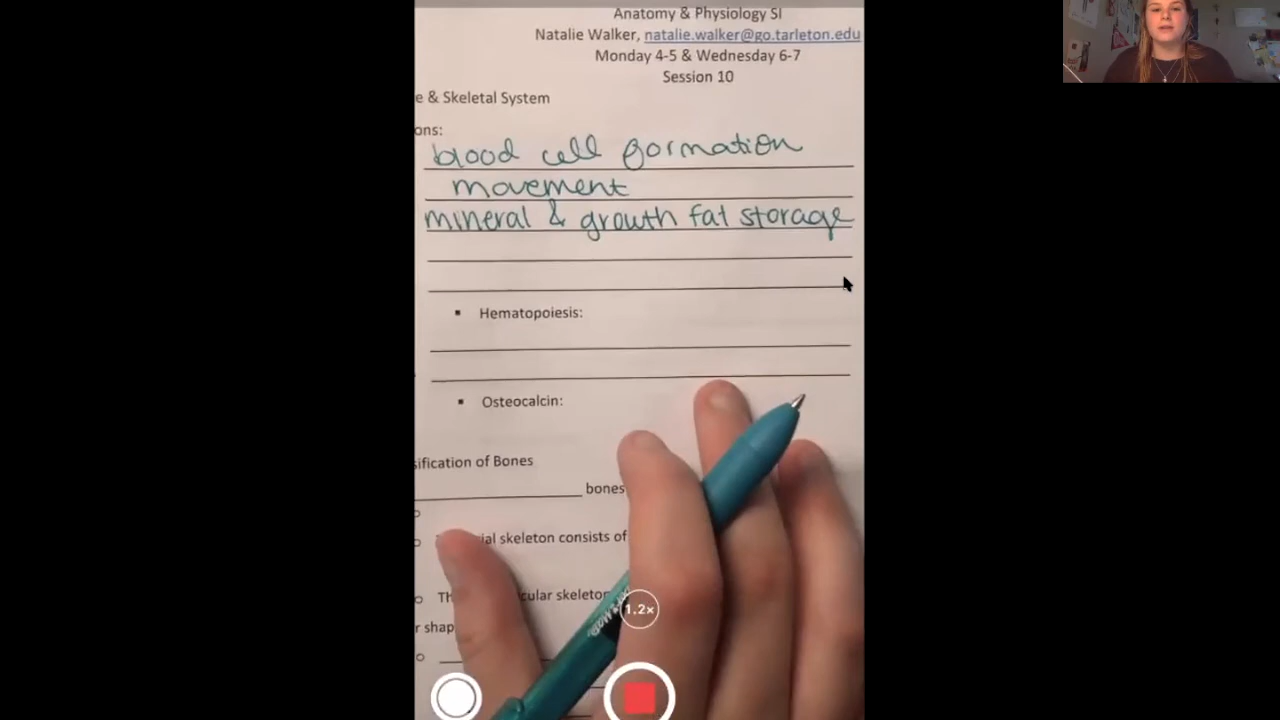 Anatomy & Physiology SI
Natalie Walker, natalie.walker@go.tarleton.edu
Monday 4-5 & Wednesday 6-7
Session 10
e & Skeletal System
ons:
blood cell formation
movement
mineral & growth fat storage
Hematopoiesis:
Osteocalcin:
sification of Bones
bones
ial skeleton consists of
Th cular skeleton
r shap
1.2×